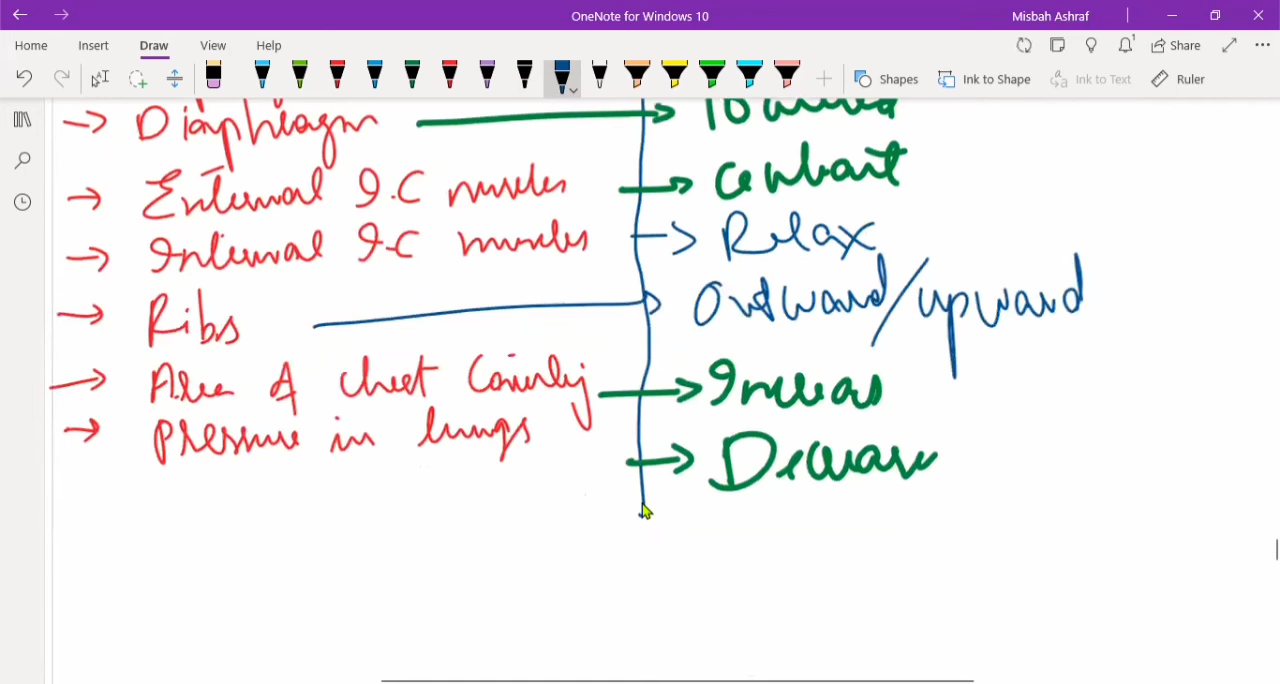 OneNote for Windows 10
Misbah Ashraf
Home Insert Draw View Help
Share
Shapes Ink to Shape Ink to Text Ruler
→ Diaphragm →
→ External I.C muscles → Contract
→ Internal I-C muscles → Relax
→ Ribs → Outward/upward
→ Area of chest Cavity → Increas
→ Pressure in lungs → Decrease